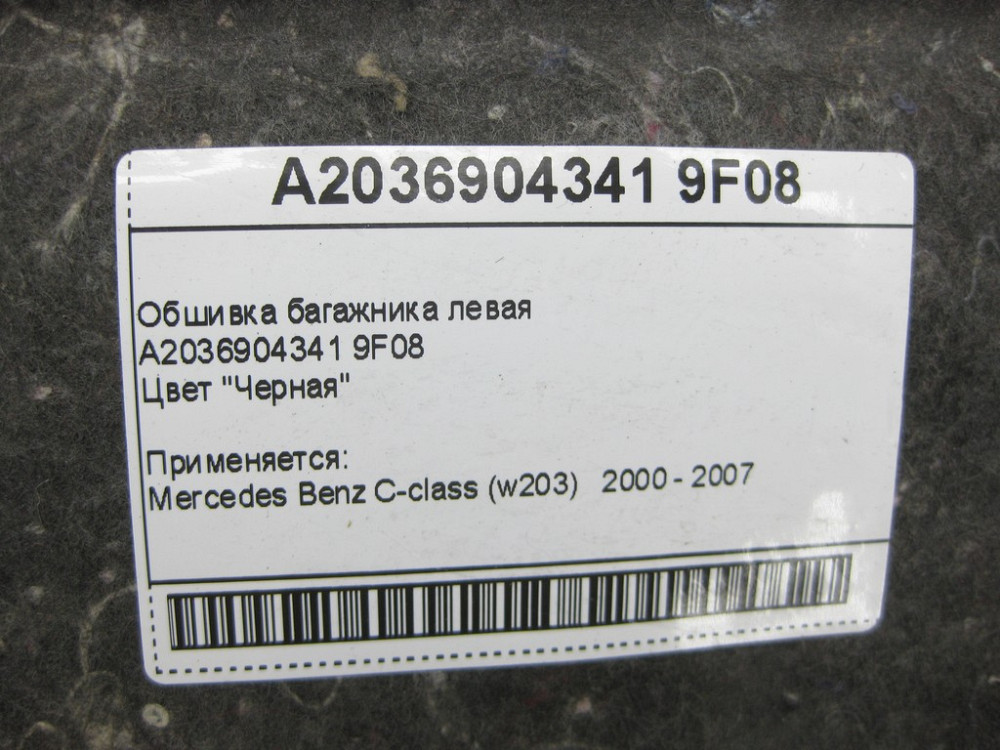 A2036904341 9F08
Обшивка багажника левая
A2036904341 9F08
Цвет "Черная"
Применяется:
Mercedes Benz C-class (w203) 2000 - 2007